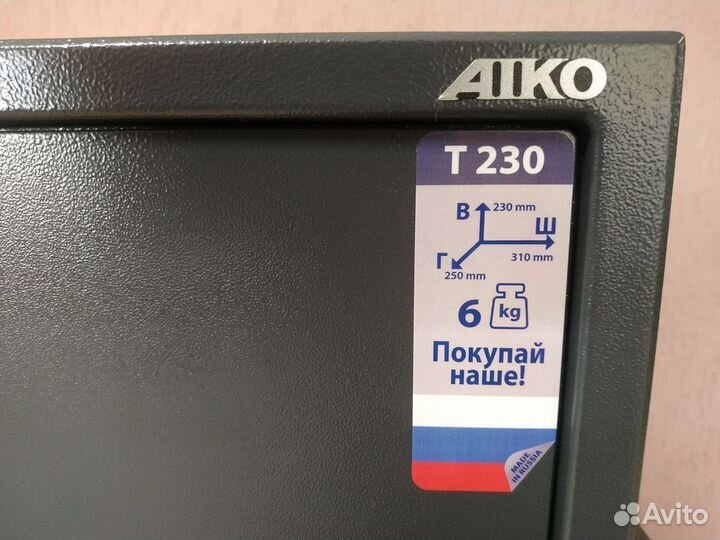 AIKO
T 230
В 230 mm
Ш
310 mm
Г
250 mm
6 kg
Покупай
наше!
MADE
IN RUSSIA
Avito